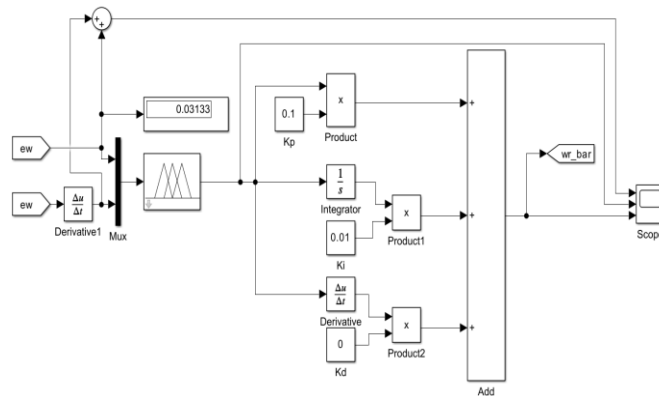 +
+
0.03133
ew
ew
Δu
Δt
Derivative1
Mux
0.1
Kp
x
Product
1
s
Integrator
0.01
Ki
x
Product1
Δu
Δt
Derivative
0
Kd
x
Product2
+
+
+
Add
wr_bar
Scope